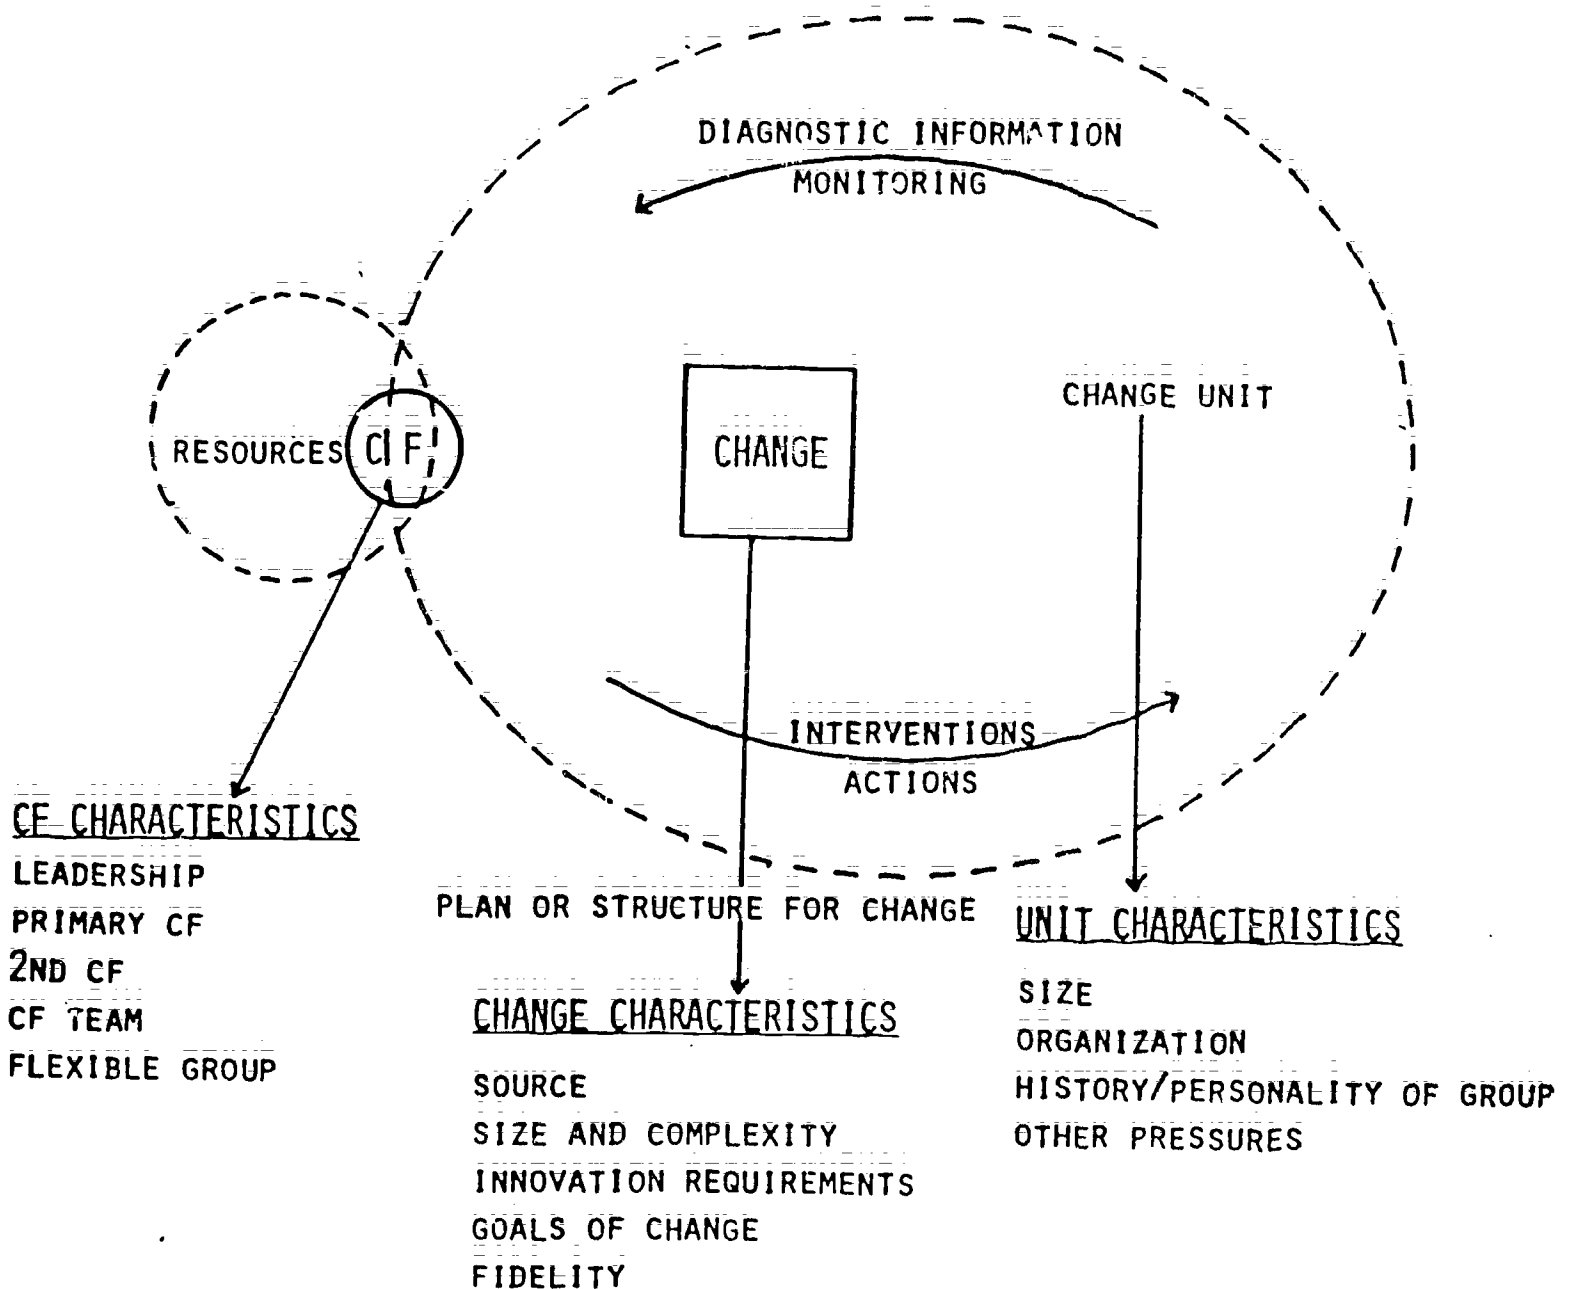 DIAGNOSTIC INFORMATION
MONITORING
CHANGE UNIT
RESOURCES
CF
CHANGE
INTERVENTIONS
ACTIONS
CF CHARACTERISTICS
LEADERSHIP
PRIMARY CF
2ND CF
CF TEAM
FLEXIBLE GROUP
PLAN OR STRUCTURE FOR CHANGE
CHANGE CHARACTERISTICS
SOURCE
SIZE AND COMPLEXITY
INNOVATION REQUIREMENTS
GOALS OF CHANGE
FIDELITY
UNIT CHARACTERISTICS
SIZE
ORGANIZATION
HISTORY/PERSONALITY OF GROUP
OTHER PRESSURES